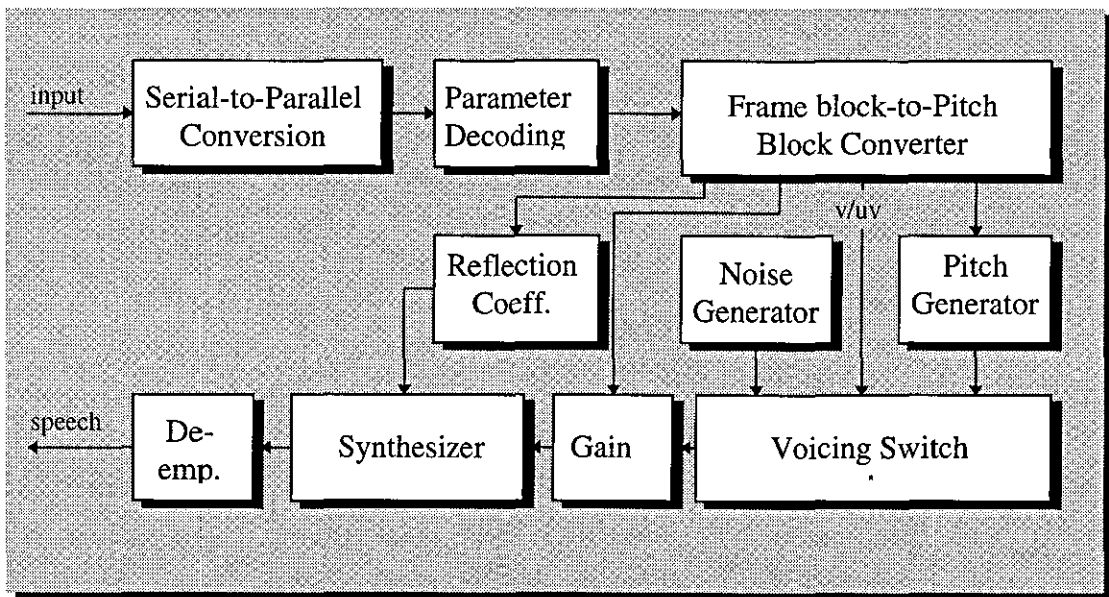 input
Serial-to-Parallel
Conversion
Parameter
Decoding
Frame block-to-Pitch
Block Converter
v/uv
Reflection
Coeff.
Noise
Generator
Pitch
Generator
speech
De-
emp.
Synthesizer
Gain
Voicing Switch